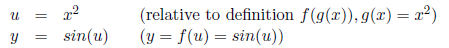 u = x² (relative to definition f(g(x)), g(x) = x²)
y = sin(u) (y = f(u) = sin(u))